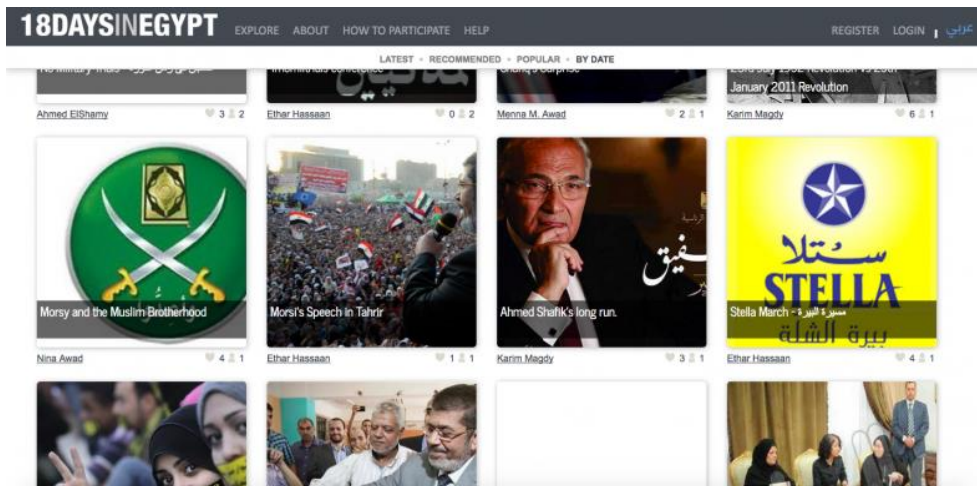 18DAYSINEGYPT EXPLORE ABOUT HOW TO PARTICIPATE HELP REGISTER LOGIN عربي
LATEST RECOMMENDED POPULAR BY DATE
January 2011 Revolution
Ahmed ElShamy 3 2
Ethar Hassaan 0 2
Menna M. Awad 2 1
Karim Magdy 6 1
Morsy and the Muslim Brotherhood
Nina Awad 4 1
Morsi's Speech in Tahrir
Ethar Hassaan 1 1
الرئاسية
شفيق
Ahmed Shafik's long run.
Karim Magdy 3 1
ستلا
STELLA
Stella March - مسيرة البيرة
بيرة الشلة
Ethar Hassaan 4 1